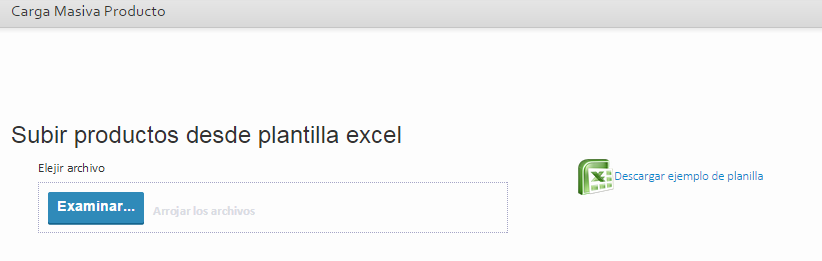 Carga Masiva Producto
Subir productos desde plantilla excel
Elejir archivo
Descargar ejemplo de planilla
Examinar...
Arrojar los archivos